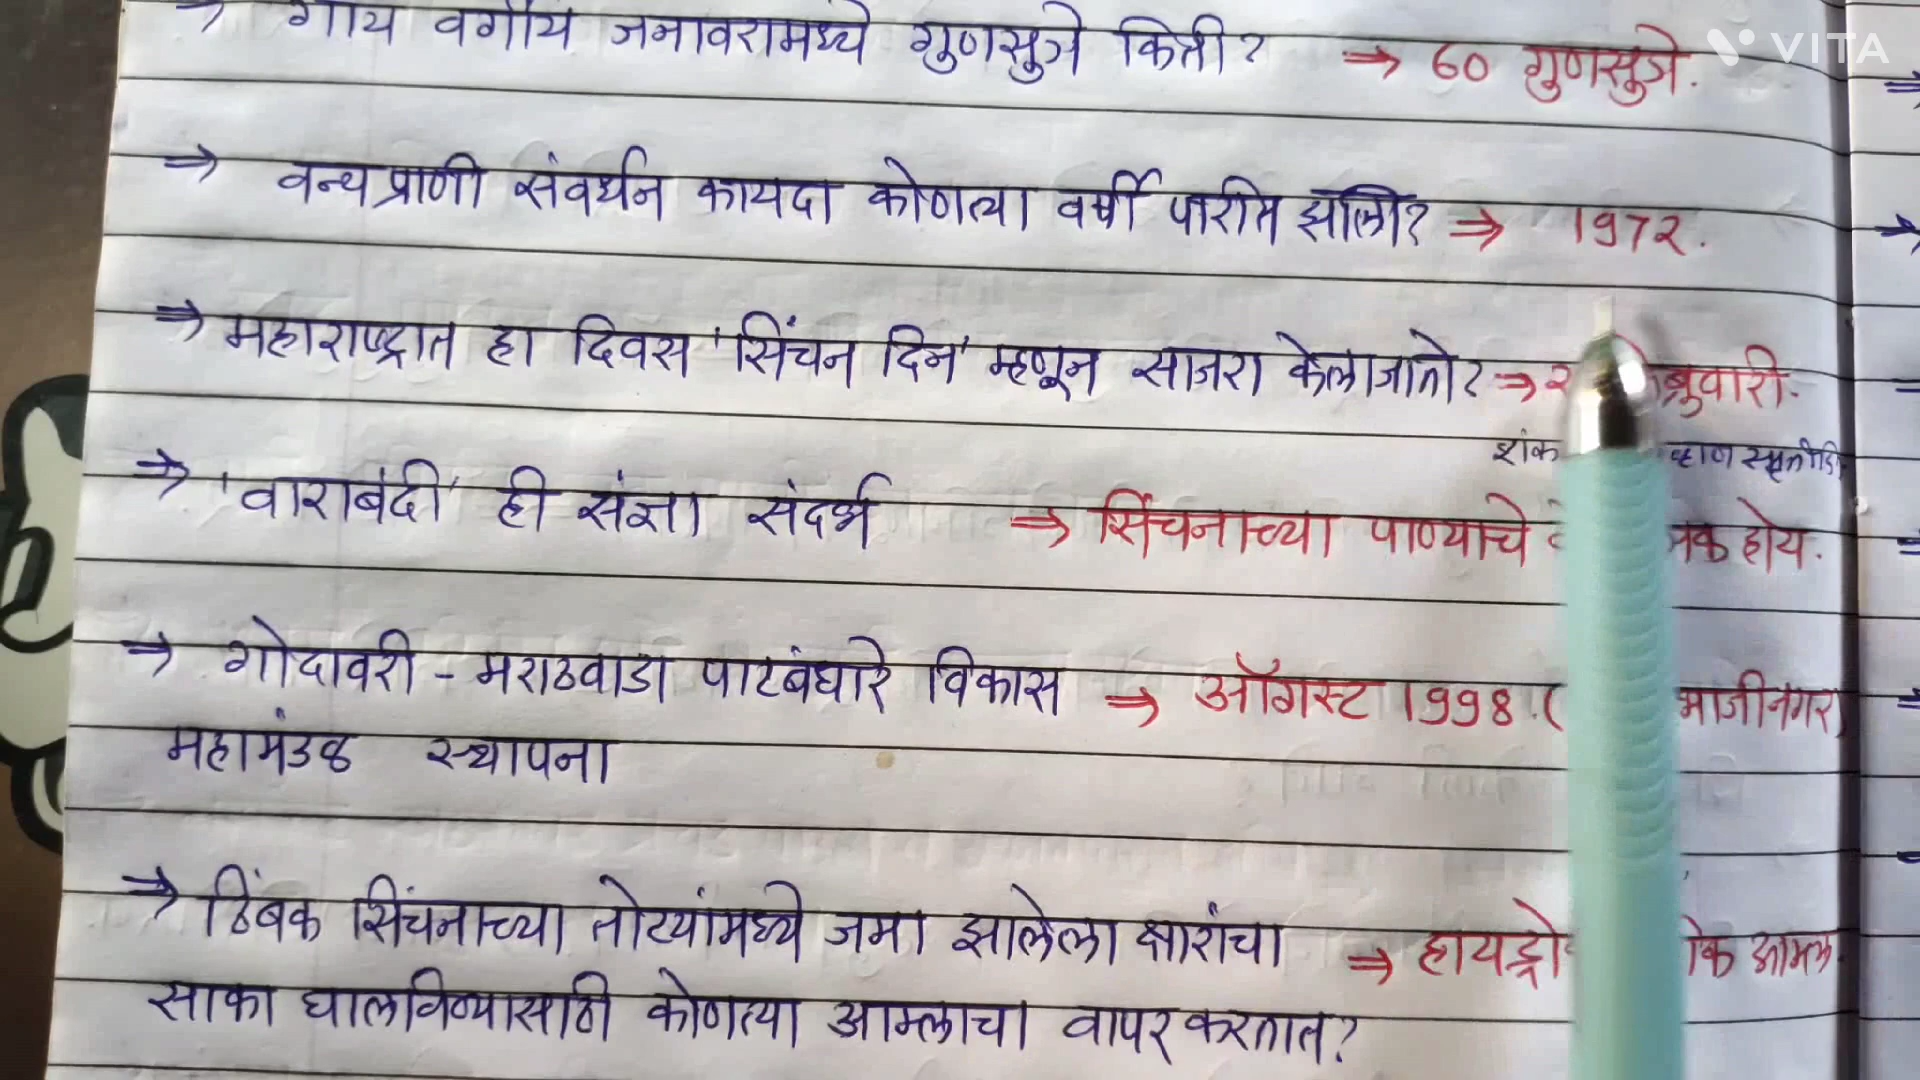 ⇒ गाय वर्गीय जनावरामध्ये गुणसुत्रे किती? ⇒ 60 गुणसुत्रे.
VITA
⇒ वन्यप्राणी संवर्धन कायदा कोणत्या वर्षी पारीत झाला? ⇒ 1972.
⇒ महाराष्ट्रात हा दिवस 'सिंचन दिन' म्हणून साजरा केला जातो? ⇒
⇒ 'वाराबंदी' ही संज्ञा संदर्भ ⇒ सिंचनाच्या पाण्याचे होय.
⇒ गोदावरी - मराठवाडा पाटबंधारे विकास ⇒ ऑगस्ट 1998. (
महामंडळ स्थापना
⇒ ठिंबक सिंचनाच्या तोट्यांमध्ये जमा झालेला क्षारांचा ⇒ आम्ल.
साका घालविण्यासाठी कोणत्या आम्लाचा वापर करतात?